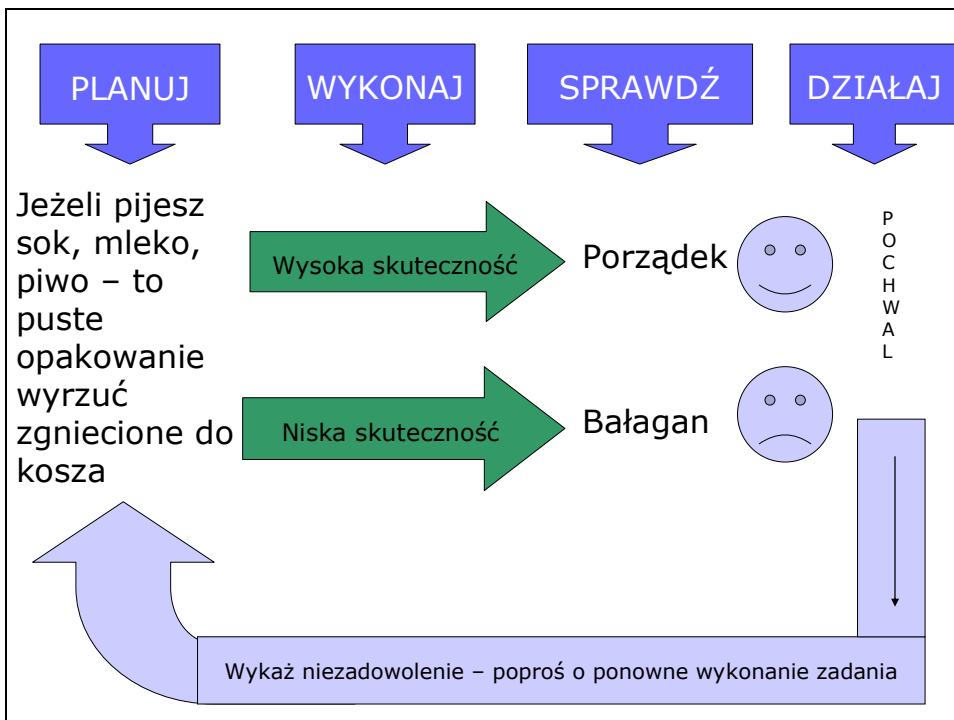 PLANUJ
WYKONAJ
SPRAWDŹ
DZIAŁAJ
Jeżeli pijesz
sok, mleko,
piwo – to
puste
opakowanie
wyrzuć
zgniecione do
kosza
Wysoka skuteczność
Porządek
P
O
C
H
W
A
L
Niska skuteczność
Bałagan
Wykaż niezadowolenie – poproś o ponowne wykonanie zadania